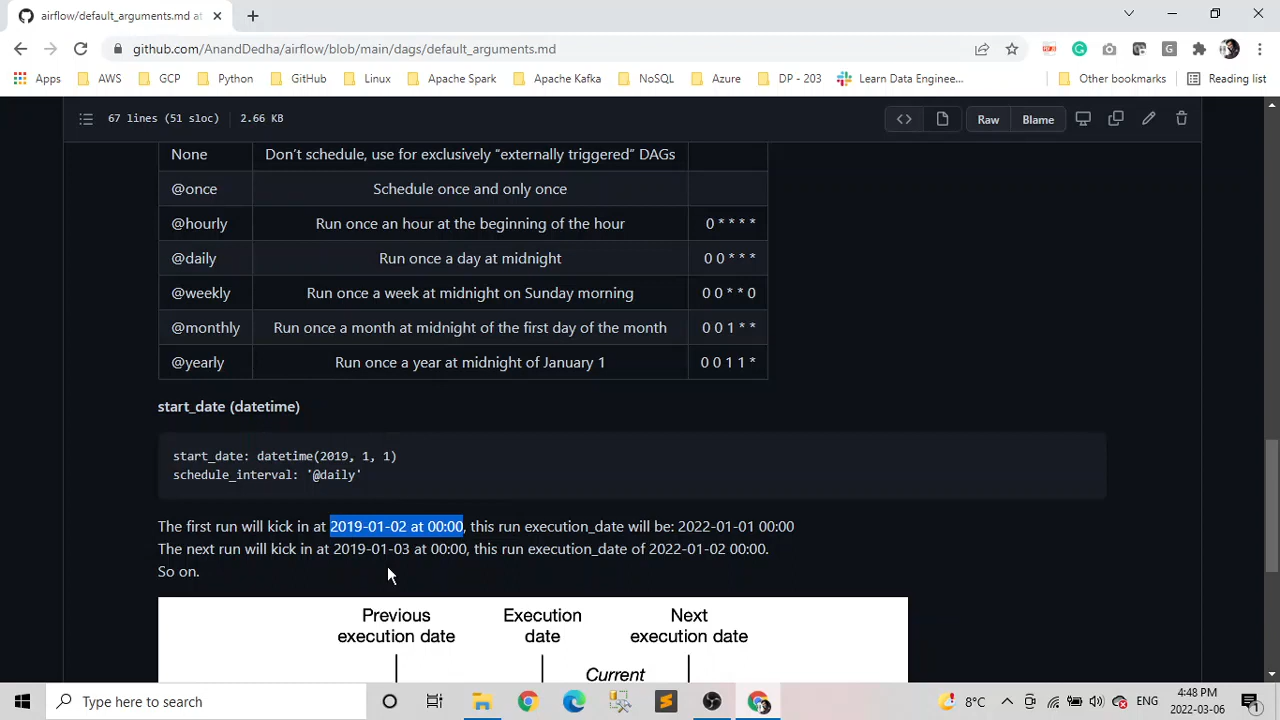 airflow/default_arguments.md at
github.com/AnandDedha/airflow/blob/main/dags/default_arguments.md
Apps AWS GCP Python GitHub Linux Apache Spark Apache Kafka NoSQL Azure DP - 203 Learn Data Enginee... Other bookmarks Reading list
67 lines (51 sloc) 2.66 KB Raw Blame
None Don't schedule, use for exclusively “externally triggered” DAGs
@once Schedule once and only once
@hourly Run once an hour at the beginning of the hour 0 * * * *
@daily Run once a day at midnight 0 0 * * *
@weekly Run once a week at midnight on Sunday morning 0 0 * * 0
@monthly Run once a month at midnight of the first day of the month 0 0 1 * *
@yearly Run once a year at midnight of January 1 0 0 1 1 *
start_date (datetime)
start_date: datetime(2019, 1, 1)
schedule_interval: '@daily'
The first run will kick in at 2019-01-02 at 00:00, this run execution_date will be: 2022-01-01 00:00
The next run will kick in at 2019-01-03 at 00:00, this run execution_date of 2022-01-02 00:00.
So on.
Previous Execution Next
execution date date execution date
Current
Type here to search 8°C ENG 4:48 PM
2022-03-06